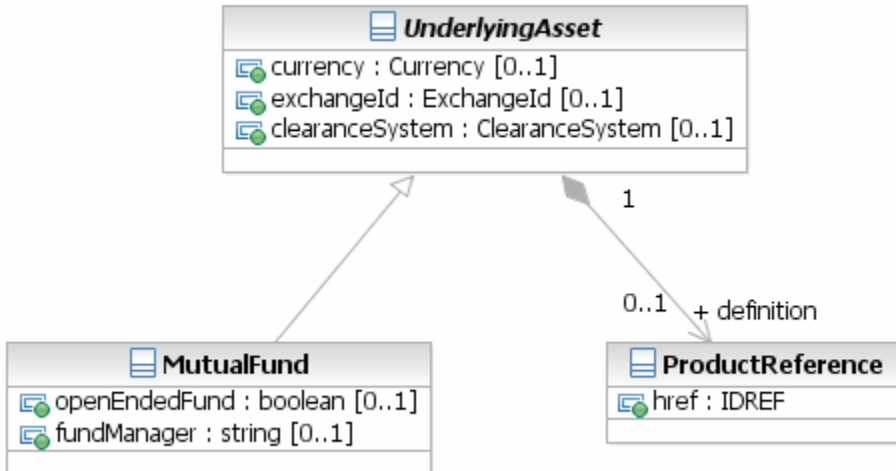 UnderlyingAsset
currency : Currency [0..1]
exchangeId : ExchangeId [0..1]
clearanceSystem : ClearanceSystem [0..1]
1
0..1
+ definition
MutualFund
openEndedFund : boolean [0..1]
fundManager : string [0..1]
ProductReference
href : IDREF